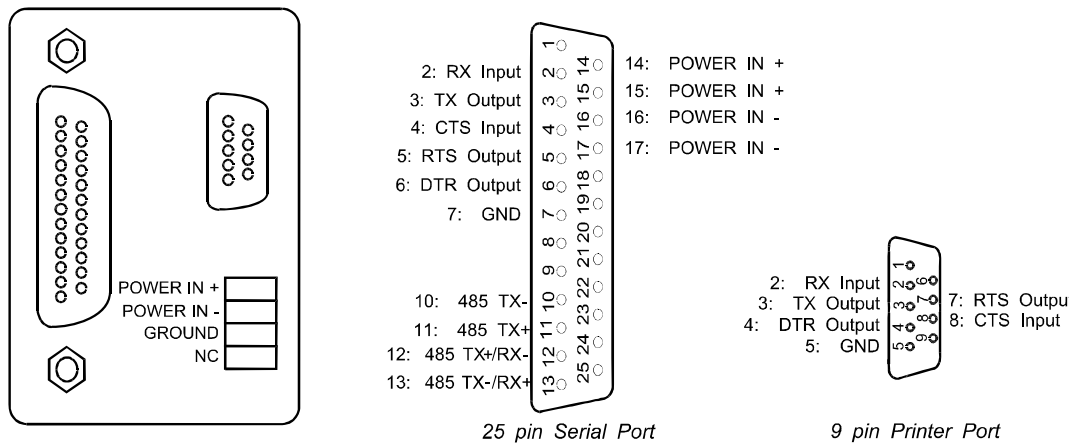 POWER IN +
POWER IN -
GROUND
NC
2: RX Input
3: TX Output
4: CTS Input
5: RTS Output
6: DTR Output
7: GND
10: 485 TX-
11: 485 TX+
12: 485 TX+/RX-
13: 485 TX-/RX+
1
2
3
4
5
6
7
8
9
10
11
12
13
14
15
16
17
18
19
20
21
22
23
24
25
14: POWER IN +
15: POWER IN +
16: POWER IN -
17: POWER IN -
25 pin Serial Port
2: RX Input
3: TX Output
4: DTR Output
5: GND
1
2
3
4
5
6
7
8
9
7: RTS Outpu
8: CTS Input
9 pin Printer Port